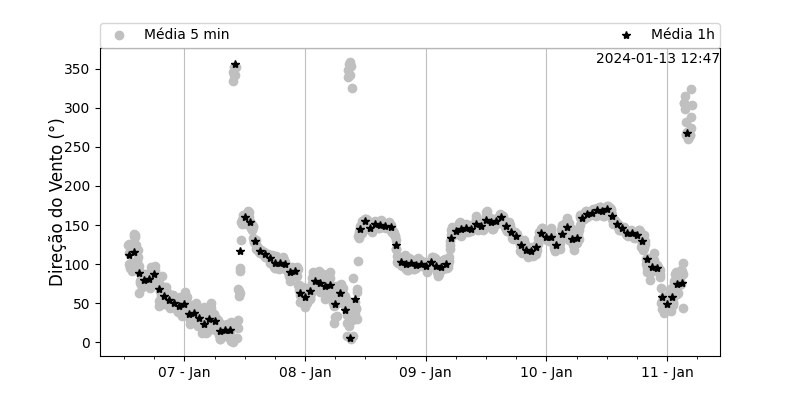 Média 5 min
Média 1h
2024-01-13 12:47
Direção do Vento (°)
350
300
250
200
150
100
50
0
07 - Jan
08 - Jan
09 - Jan
10 - Jan
11 - Jan